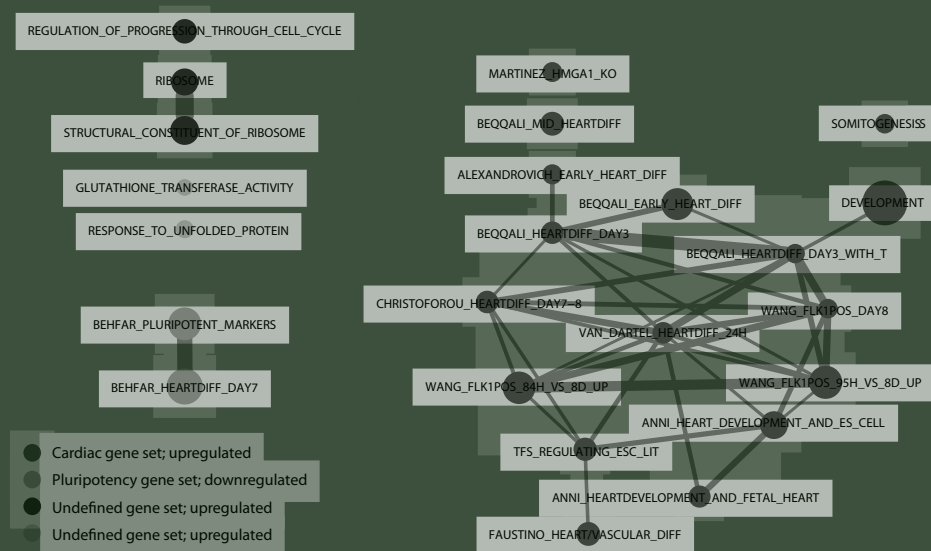 REGULATION_OF_PROGRESSION_THROUGH_CELL_CYCLE
RIBOSOME
STRUCTURAL_CONSTITUENT_OF_RIBOSOME
GLUTATHIONE_TRANSFERASE_ACTIVITY
RESPONSE_TO_UNFOLDED_PROTEIN
BEHFAR_PLURIPOTENT_MARKERS
BEHFAR_HEARTDIFF_DAY7
MARTINEZ_HMGA1_KO
BEQQALI_MID_HEARTDIFF
SOMITOGENESIS
ALEXANDROVICH_EARLY_HEART_DIFF
BEQQALI_EARLY_HEART_DIFF
DEVELOPMENT
BEQQALI_HEARTDIFF_DAY3
BEQQALI_HEARTDIFF_DAY3_WITH_T
CHRISTOFOROU_HEARTDIFF_DAY7-8
WANG_FLK1POS_DAY8
VAN_DARTEL_HEARTDIFF_24H
WANG_FLK1POS_84H_VS_8D_UP
WANG_FLK1POS_95H_VS_8D_UP
ANNI_HEART_DEVELOPMENT_AND_ES_CELL
TFS_REGULATING_ESC_LIT
ANNI_HEARTDEVELOPMENT_AND_FETAL_HEART
FAUSTINO_HEART/VASCULAR_DIFF
Cardiac gene set; upregulated
Pluripotency gene set; downregulated
Undefined gene set; upregulated
Undefined gene set; upregulated